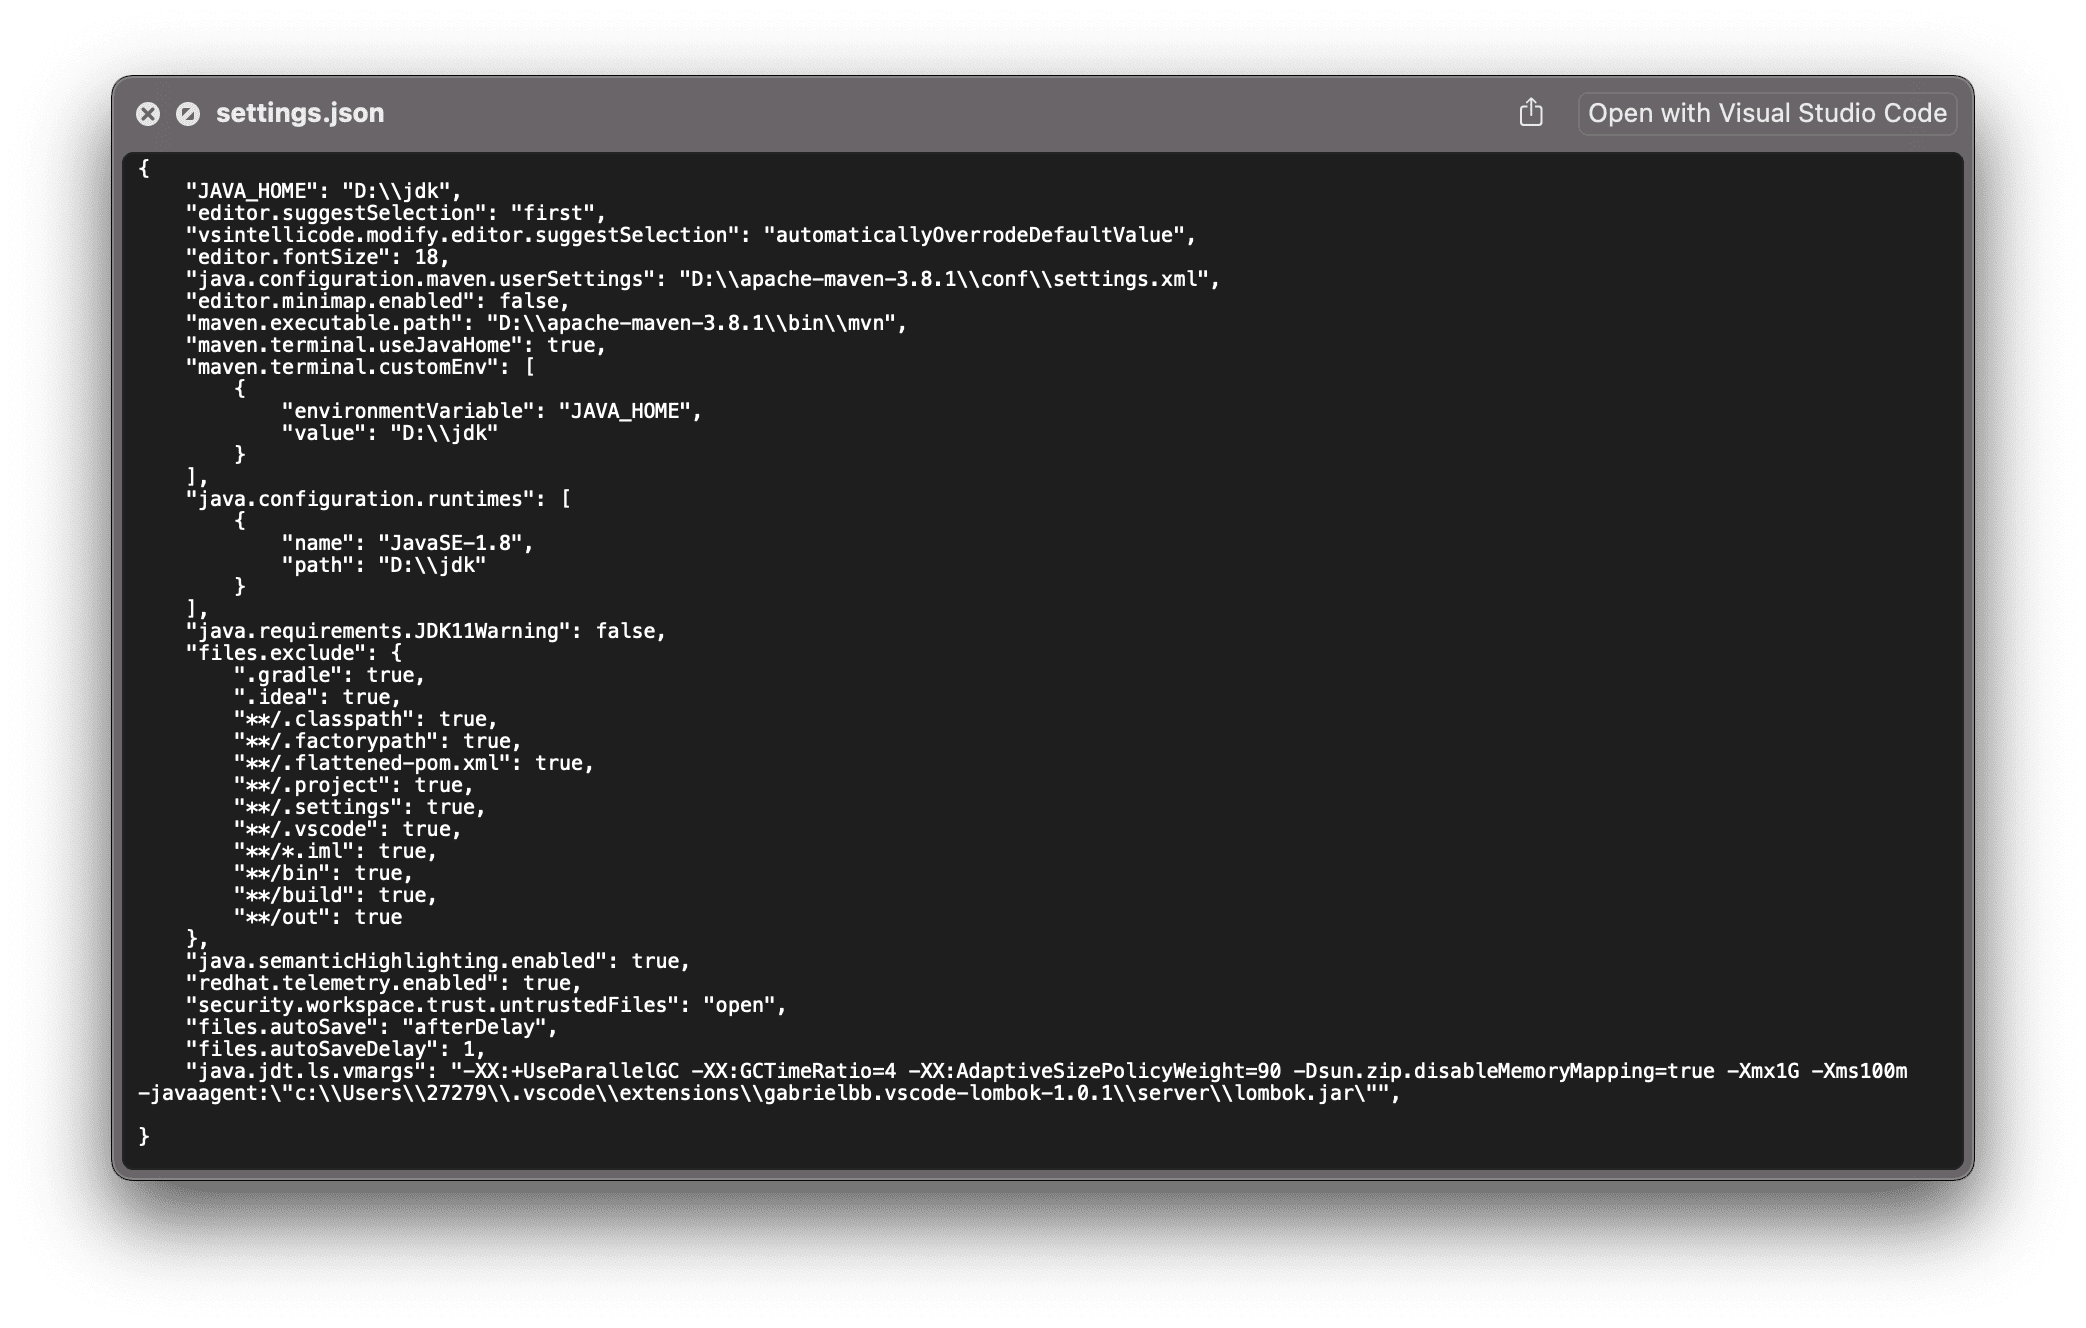 settings.json
Open with Visual Studio Code
{
    "JAVA_HOME": "D:\\jdk",
    "editor.suggestSelection": "first",
    "vsintellicode.modify.editor.suggestSelection": "automaticallyOverrodeDefaultValue",
    "editor.fontSize": 18,
    "java.configuration.maven.userSettings": "D:\\apache-maven-3.8.1\\conf\\settings.xml",
    "editor.minimap.enabled": false,
    "maven.executable.path": "D:\\apache-maven-3.8.1\\bin\\mvn",
    "maven.terminal.useJavaHome": true,
    "maven.terminal.customEnv": [
        {
            "environmentVariable": "JAVA_HOME",
            "value": "D:\\jdk"
        }
    ],
    "java.configuration.runtimes": [
        {
            "name": "JavaSE-1.8",
            "path": "D:\\jdk"
        }
    ],
    "java.requirements.JDK11Warning": false,
    "files.exclude": {
        ".gradle": true,
        ".idea": true,
        "**/.classpath": true,
        "**/.factorypath": true,
        "**/.flattened-pom.xml": true,
        "**/.project": true,
        "**/.settings": true,
        "**/.vscode": true,
        "**/*.iml": true,
        "**/bin": true,
        "**/build": true,
        "**/out": true
    },
    "java.semanticHighlighting.enabled": true,
    "redhat.telemetry.enabled": true,
    "security.workspace.trust.untrustedFiles": "open",
    "files.autoSave": "afterDelay",
    "files.autoSaveDelay": 1,
    "java.jdt.ls.vmargs": "-XX:+UseParallelGC -XX:GCTimeRatio=4 -XX:AdaptiveSizePolicyWeight=90 -Dsun.zip.disableMemoryMapping=true -Xmx1G -Xms100m
-javaagent:\"c:\\Users\\27279\\.vscode\\extensions\\gabrielbb.vscode-lombok-1.0.1\\server\\lombok.jar\"",
}